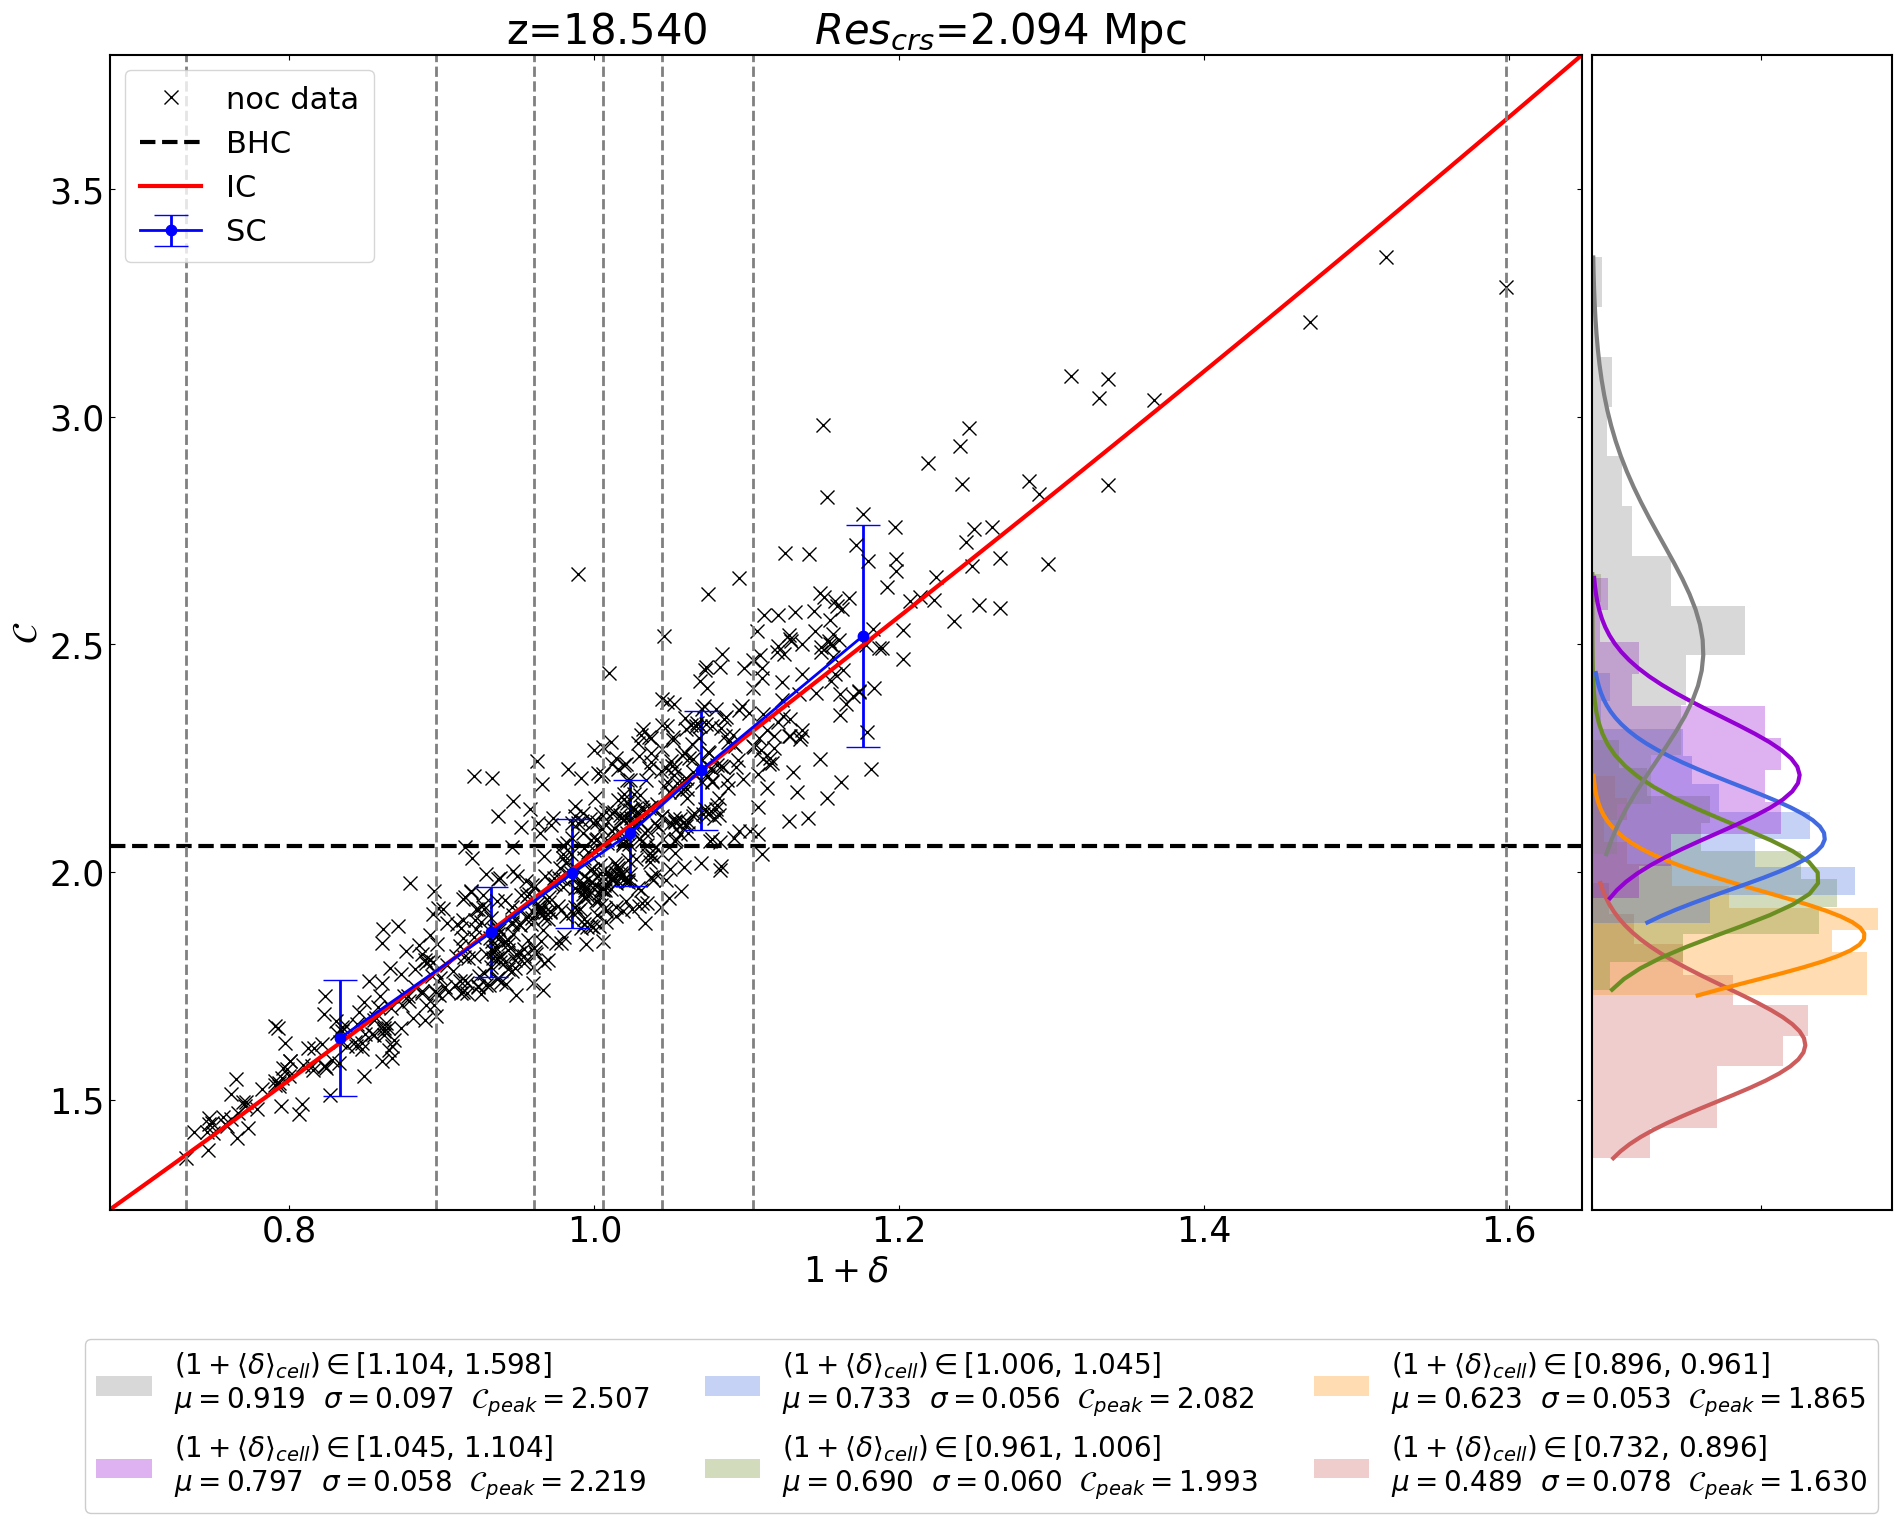 z=18.540 Res_crs=2.094 Mpc
noc data
BHC
IC
SC
3.5
3.0
2.5
2.0
1.5
𝒞
0.8 1.0 1.2 1.4 1.6
1 + δ
(1 + ⟨δ⟩_cell) ∈ [1.104, 1.598]
μ = 0.919 σ = 0.097 𝒞_peak = 2.507
(1 + ⟨δ⟩_cell) ∈ [1.045, 1.104]
μ = 0.797 σ = 0.058 𝒞_peak = 2.219
(1 + ⟨δ⟩_cell) ∈ [1.006, 1.045]
μ = 0.733 σ = 0.056 𝒞_peak = 2.082
(1 + ⟨δ⟩_cell) ∈ [0.961, 1.006]
μ = 0.690 σ = 0.060 𝒞_peak = 1.993
(1 + ⟨δ⟩_cell) ∈ [0.896, 0.961]
μ = 0.623 σ = 0.053 𝒞_peak = 1.865
(1 + ⟨δ⟩_cell) ∈ [0.732, 0.896]
μ = 0.489 σ = 0.078 𝒞_peak = 1.630